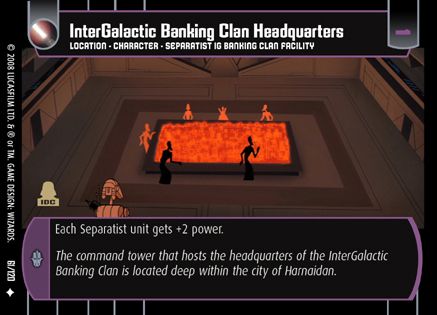 InterGalactic Banking Clan Headquarters
LOCATION - CHARACTER - SEPARATIST IG BANKING CLAN FACILITY
IDC
Each Separatist unit gets +2 power.
The command tower that hosts the headquarters of the InterGalactic
Banking Clan is located deep within the city of Harnaidan.
© 2008 LUCASFILM LTD. & ® or TM. GAME DESIGN: WIZARDS.
61/120